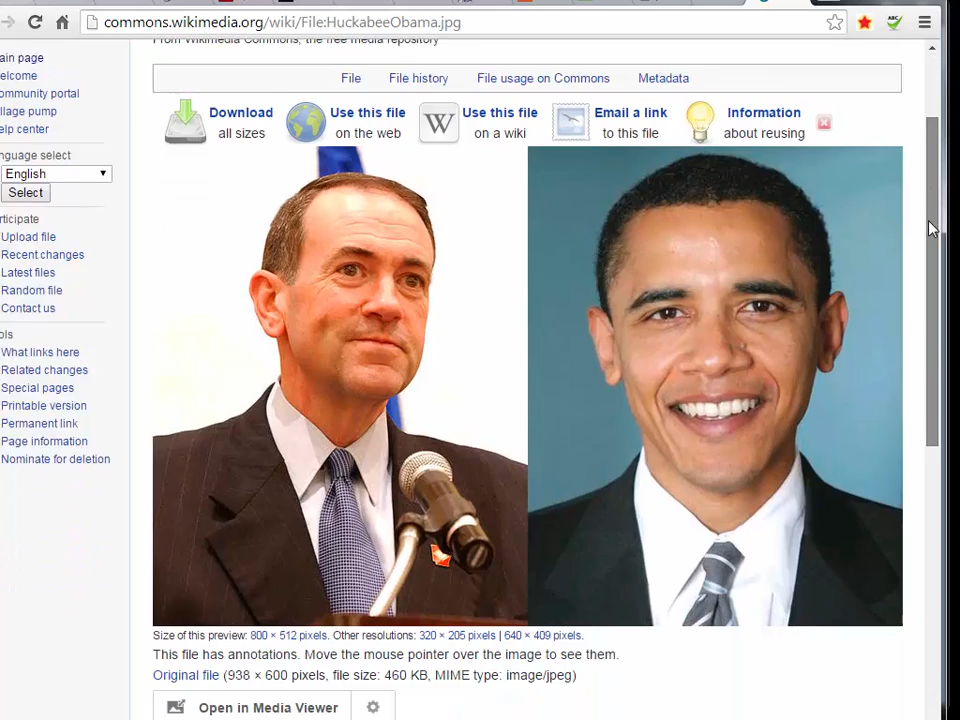 commons.wikimedia.org/wiki/File:HuckabeeObama.jpg
From Wikimedia Commons, the free media repository
File File history File usage on Commons Metadata
Download all sizes
Use this file on the web
Use this file on a wiki
Email a link to this file
Information about reusing
ain page
elcome
ommunity portal
llage pump
elp center
nguage select
English
Select
rticipate
Upload file
Recent changes
Latest files
Random file
Contact us
ols
What links here
Related changes
Special pages
Printable version
Permanent link
Page information
Nominate for deletion
W
ABC
Size of this preview: 800 × 512 pixels. Other resolutions: 320 × 205 pixels | 640 × 409 pixels.
This file has annotations. Move the mouse pointer over the image to see them.
Original file (938 × 600 pixels, file size: 460 KB, MIME type: image/jpeg)
Open in Media Viewer